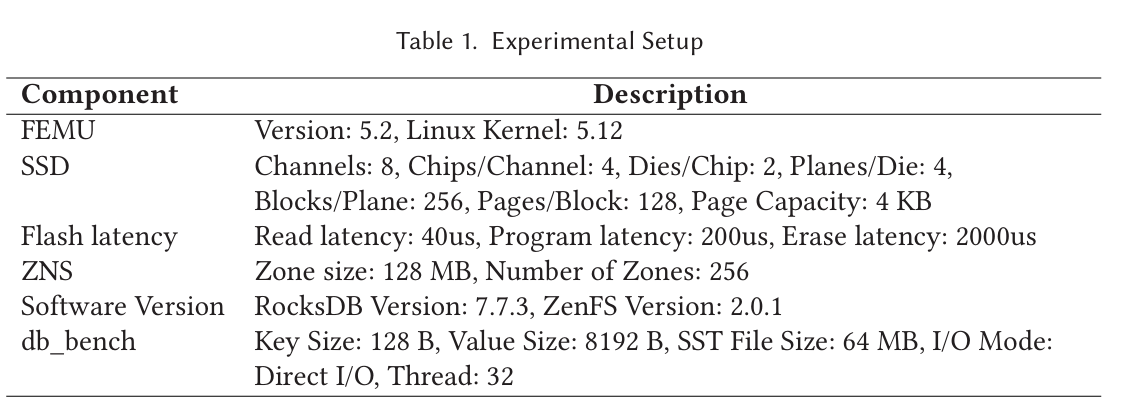 Table 1. Experimental Setup
Component Description
FEMU Version: 5.2, Linux Kernel: 5.12
SSD Channels: 8, Chips/Channel: 4, Dies/Chip: 2, Planes/Die: 4,
Blocks/Plane: 256, Pages/Block: 128, Page Capacity: 4 KB
Flash latency Read latency: 40us, Program latency: 200us, Erase latency: 2000us
ZNS Zone size: 128 MB, Number of Zones: 256
Software Version RocksDB Version: 7.7.3, ZenFS Version: 2.0.1
db_bench Key Size: 128 B, Value Size: 8192 B, SST File Size: 64 MB, I/O Mode:
Direct I/O, Thread: 32